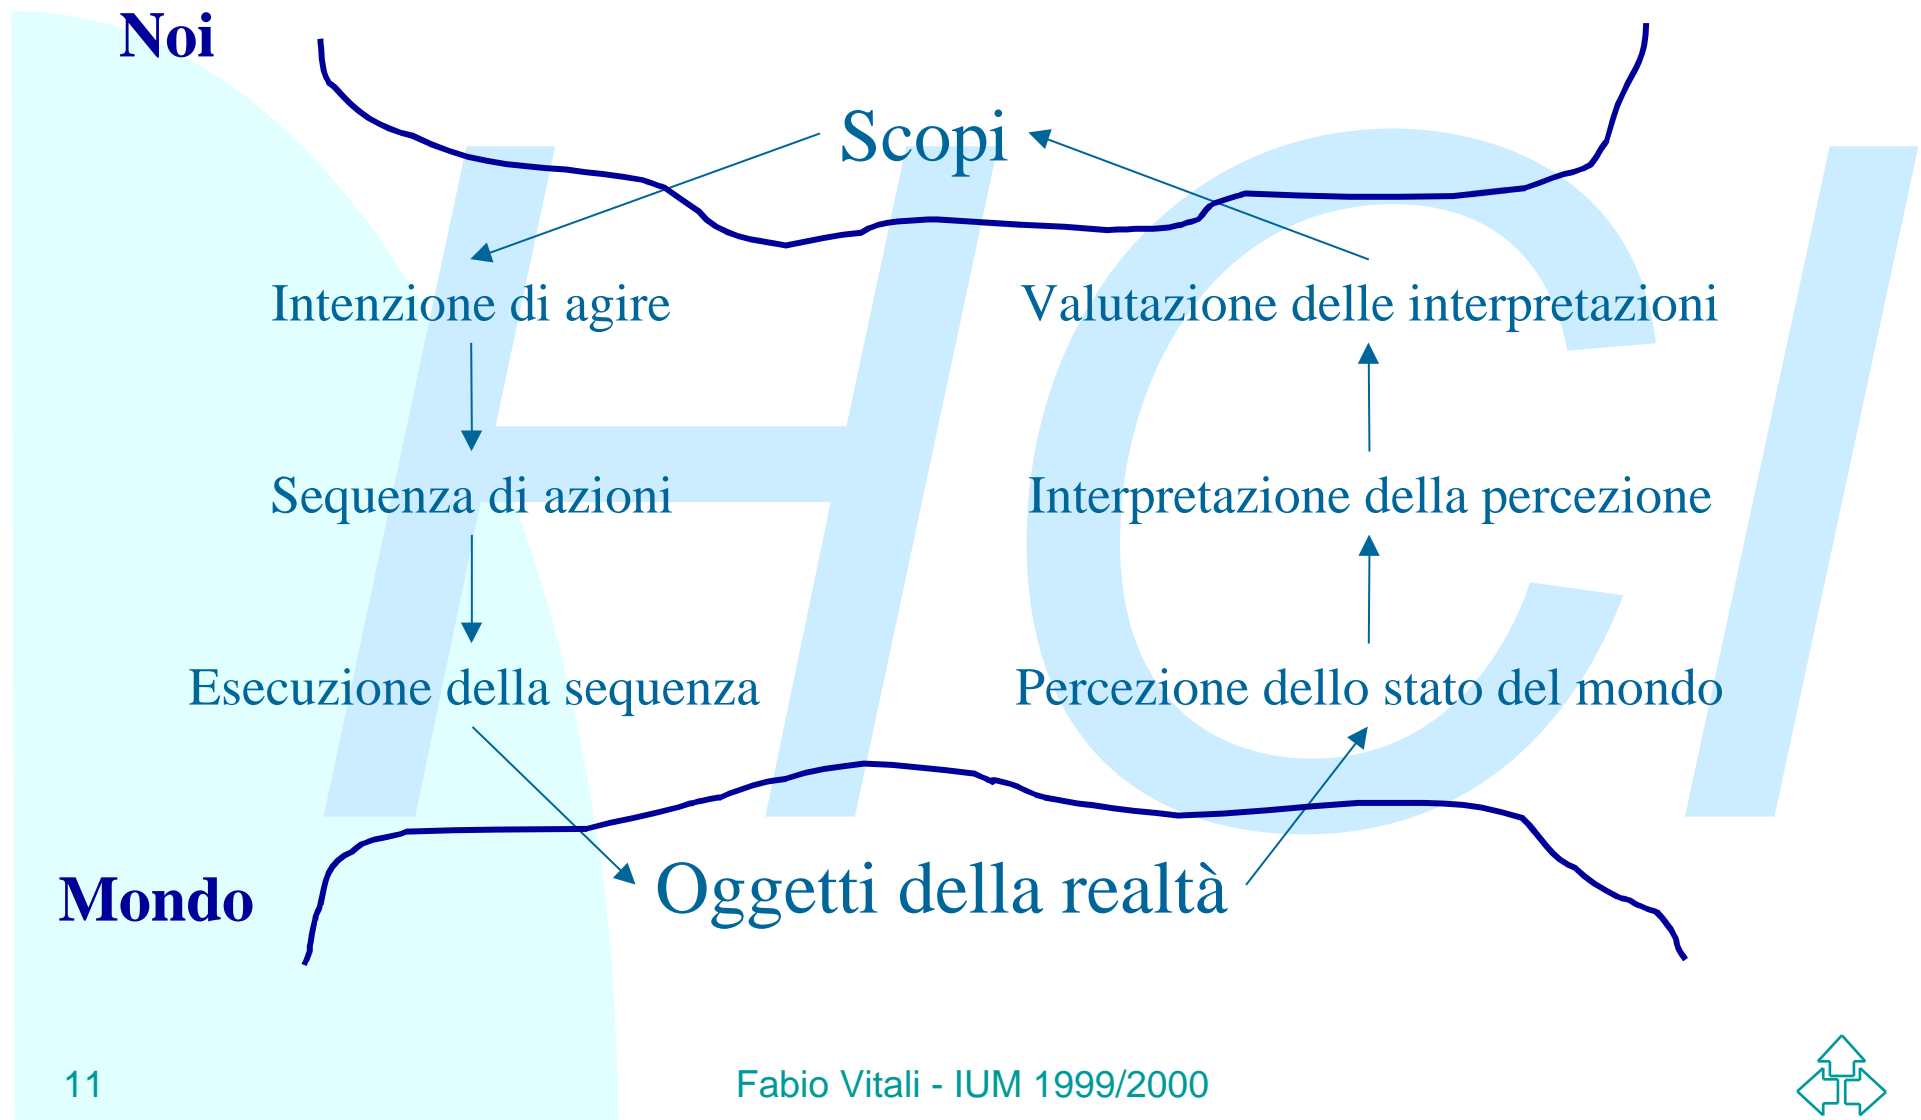 Noi
Scopi
Intenzione di agire
Valutazione delle interpretazioni
Sequenza di azioni
Interpretazione della percezione
Esecuzione della sequenza
Percezione dello stato del mondo
Mondo
Oggetti della realtà
HCI
11
Fabio Vitali - IUM 1999/2000